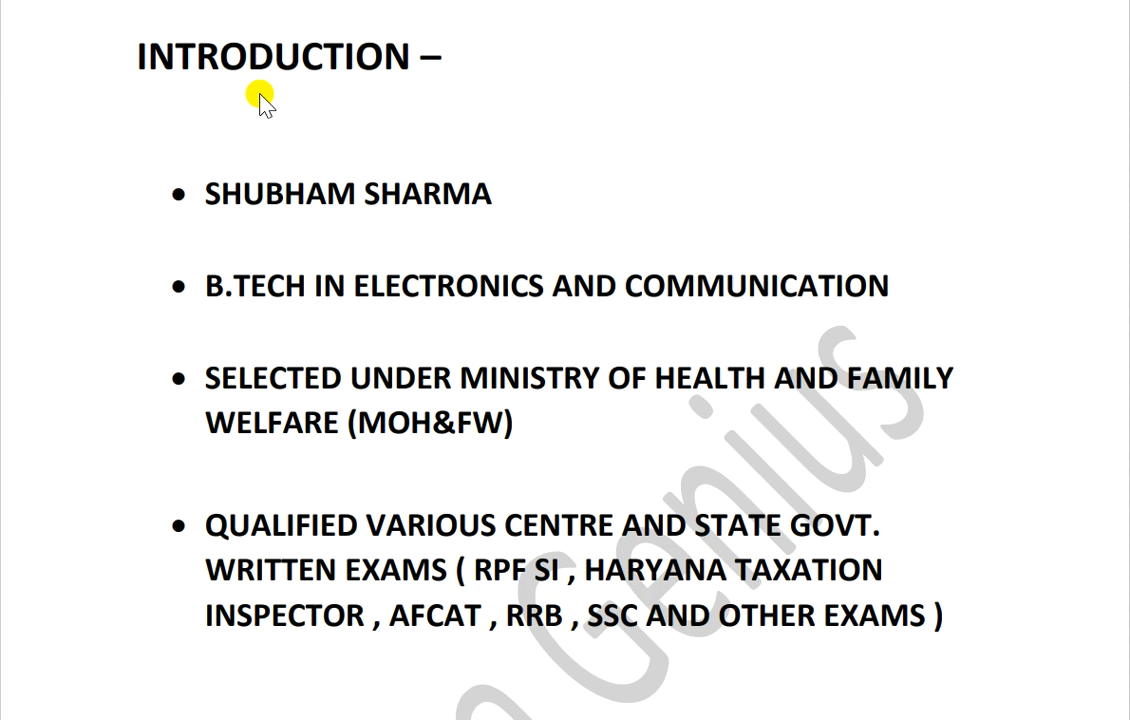 INTRODUCTION –
• SHUBHAM SHARMA
• B.TECH IN ELECTRONICS AND COMMUNICATION
• SELECTED UNDER MINISTRY OF HEALTH AND FAMILY
WELFARE (MOH&FW)
• QUALIFIED VARIOUS CENTRE AND STATE GOVT.
WRITTEN EXAMS ( RPF SI , HARYANA TAXATION
INSPECTOR , AFCAT , RRB , SSC AND OTHER EXAMS )
Genius